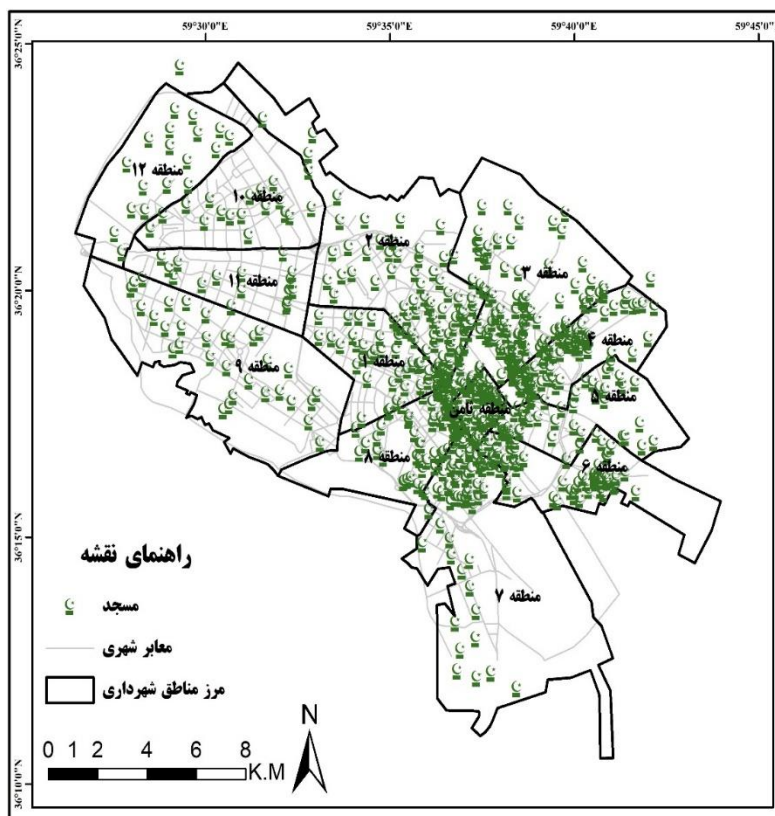 59°30'0"E 59°35'0"E 59°40'0"E 59°45'0"E
36°25'0"N
36°20'0"N
36°15'0"N
36°10'0"N
منطقه ۱۲
منطقه ۱۰
منطقه ۲
منطقه ۳
منطقه ۱۱
منطقه ۴
منطقه ۱
منطقه ۹
منطقه ۵
منطقه ثامن
منطقه ۸
منطقه ۶
منطقه ۷
راهنمای نقشه
مسجد
معابر شهری
مرز مناطق شهرداری
N
0 1 2 4 6 8
K.M